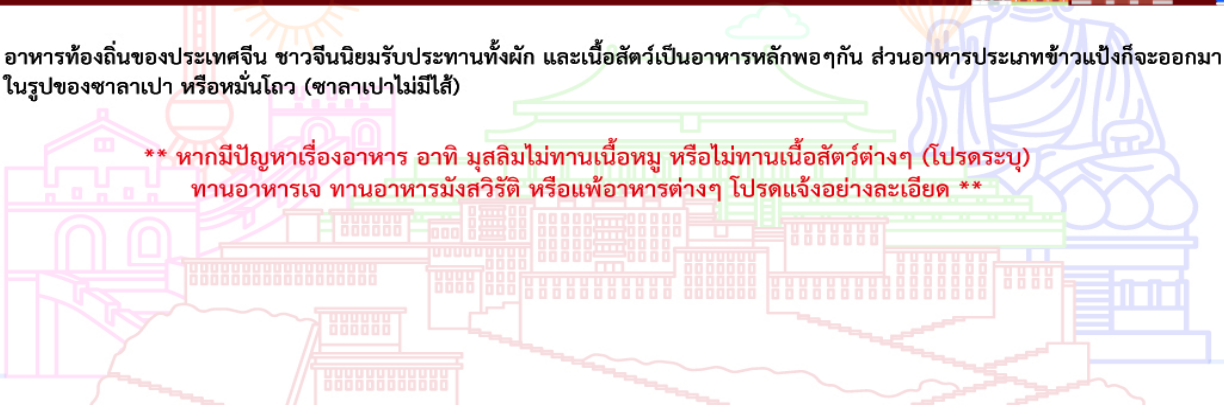 อาหารท้องถิ่นของประเทศจีน ชาวจีนนิยมรับประทานทั้งผัก และเนื้อสัตว์เป็นอาหารหลักพอๆกัน ส่วนอาหารประเภทข้าวแป้งก็จะออกมา
ในรูปของซาลาเปา หรือหมั่นโถว (ซาลาเปาไม่มีไส้)
** หากมีปัญหาเรื่องอาหาร อาทิ มุสลิมไม่ทานเนื้อหมู หรือไม่ทานเนื้อสัตว์ต่างๆ (โปรดระบุ)
ทานอาหารเจ ทานอาหารมังสวิรัติ หรือแพ้อาหารต่างๆ โปรดแจ้งอย่างละเอียด **